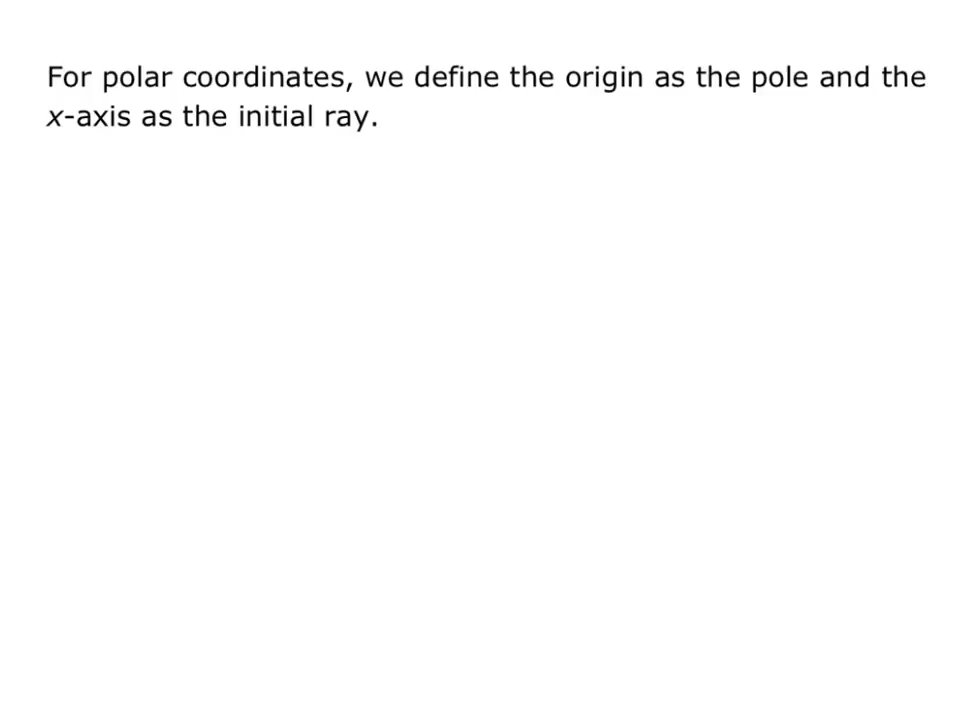 For polar coordinates, we define the origin as the pole and the
x-axis as the initial ray.